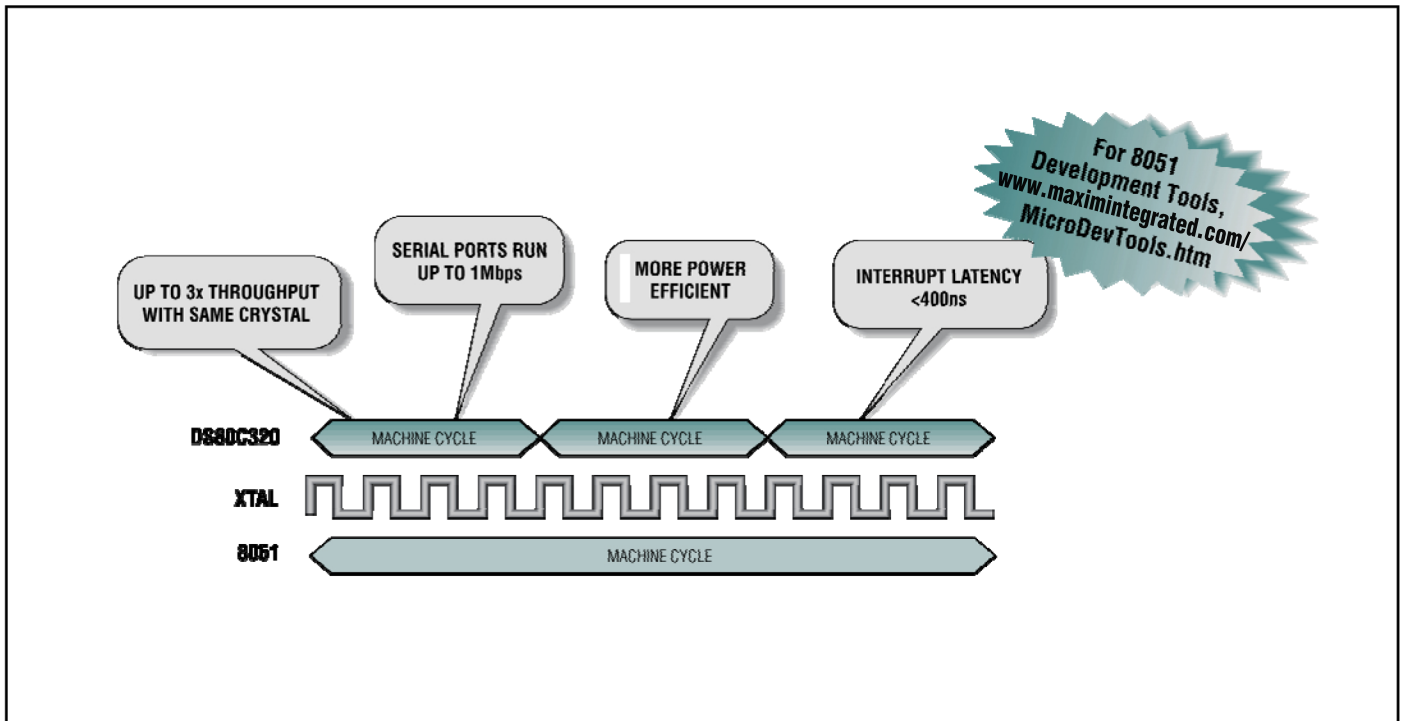 For 8051
Development Tools,
www.maximintegrated.com/
MicroDevTools.htm
UP TO 3x THROUGHPUT
WITH SAME CRYSTAL
SERIAL PORTS RUN
UP TO 1Mbps
MORE POWER
EFFICIENT
INTERRUPT LATENCY
<400ns
DS80C320
MACHINE CYCLE
MACHINE CYCLE
MACHINE CYCLE
XTAL
8051
MACHINE CYCLE